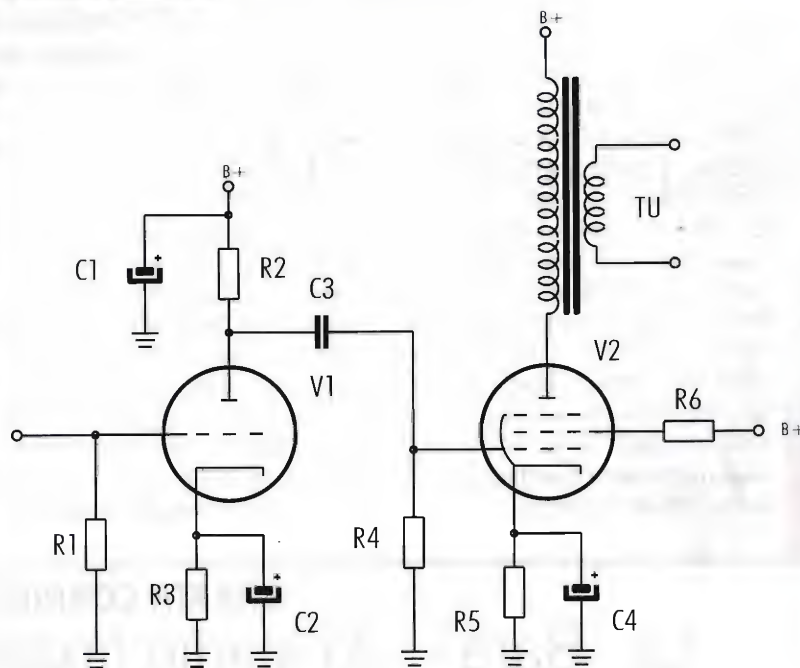 B+
B+
TU
C1
+
R2
C3
V1
V2
R6
B+
R1
R4
R3
+
C2
R5
+
C4